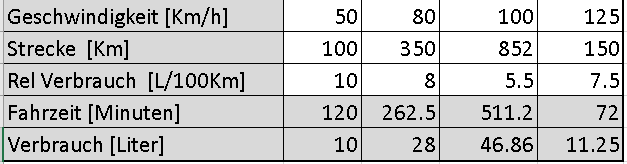 Geschwindigkeit [Km/h] 50 80 100 125
Strecke [Km] 100 350 852 150
Rel Verbrauch [L/100Km] 10 8 5.5 7.5
Fahrzeit [Minuten] 120 262.5 511.2 72
Verbrauch [Liter] 10 28 46.86 11.25